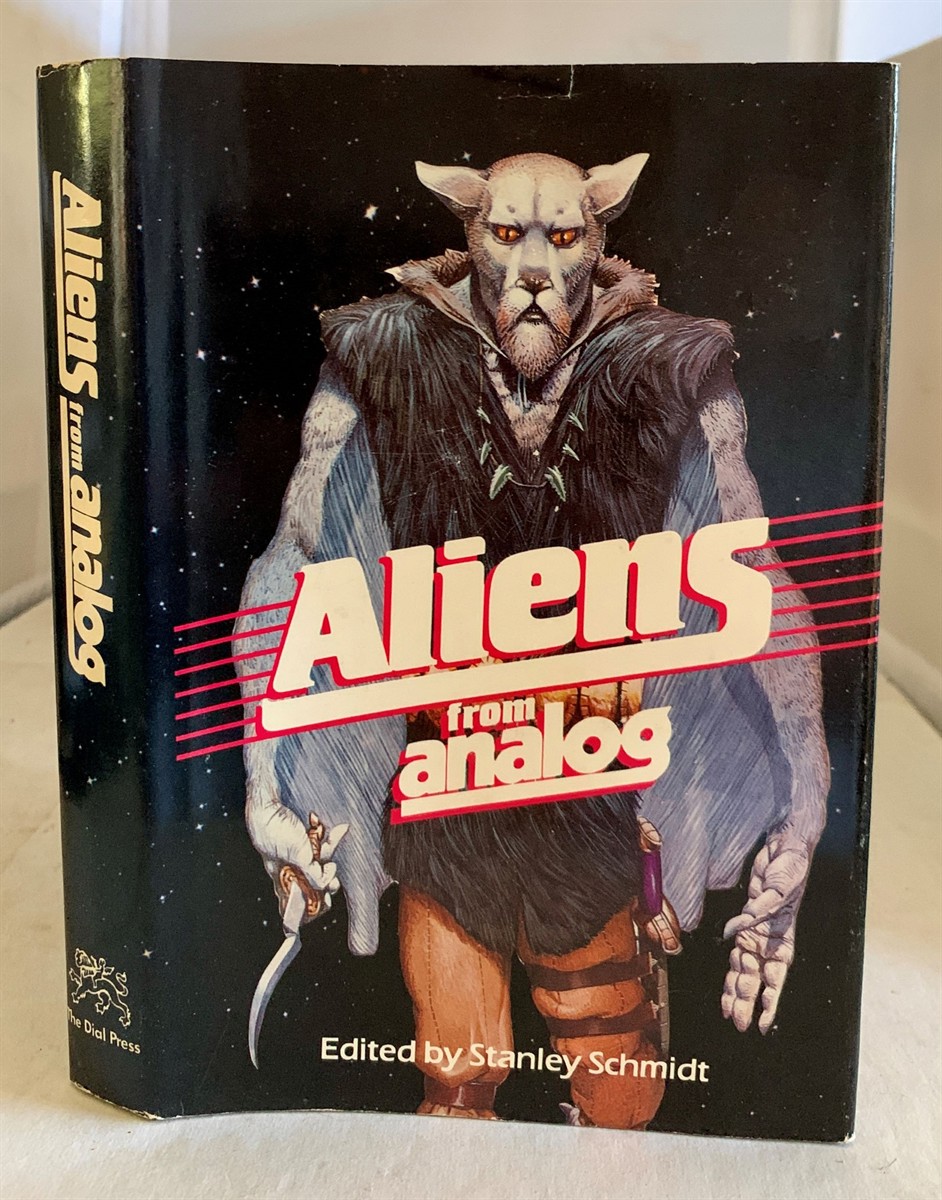 Aliens from analog
The Dial Press
Aliens
from
analog
Edited by Stanley Schmidt